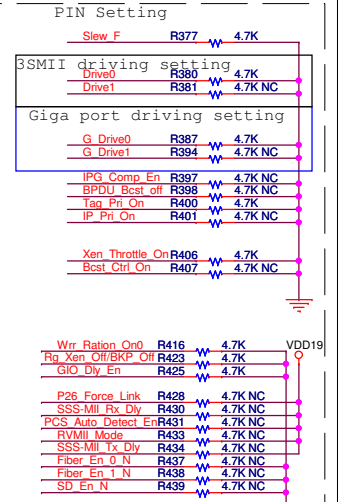 PIN Setting
Slew_F R377 4.7K
3SMII driving setting
Drive0 R380 4.7K
Drive1 R381 4.7K NC
Giga port driving setting
G_Drive0 R387 4.7K
G_Drive1 R394 4.7K NC
IPG_Comp_En R397 4.7K NC
BPDU_Bcst_off R398 4.7K NC
Tag_Pri_On R400 4.7K
IP_Pri_On R401 4.7K NC
Xen_Throttle_On R406 4.7K
Bcst_Ctrl_On R407 4.7K NC
Wrr_Ration_On0 R416 4.7K VDD19
Rg_Xen_Off/BKP_Off R423 4.7K
GIO_Dly_En R425 4.7K
P26_Force_Link R428 4.7K NC
SSS-MII_Rx_Dly R430 4.7K NC
PCS_Auto_Detect_En R431 4.7K NC
RVMII_Mode R433 4.7K NC
SSS-MII_Tx_Dly R434 4.7K NC
Fiber_En_0_N R437 4.7K NC
Fiber_En_1_N R438 4.7K NC
SD_En_N R439 4.7K NC